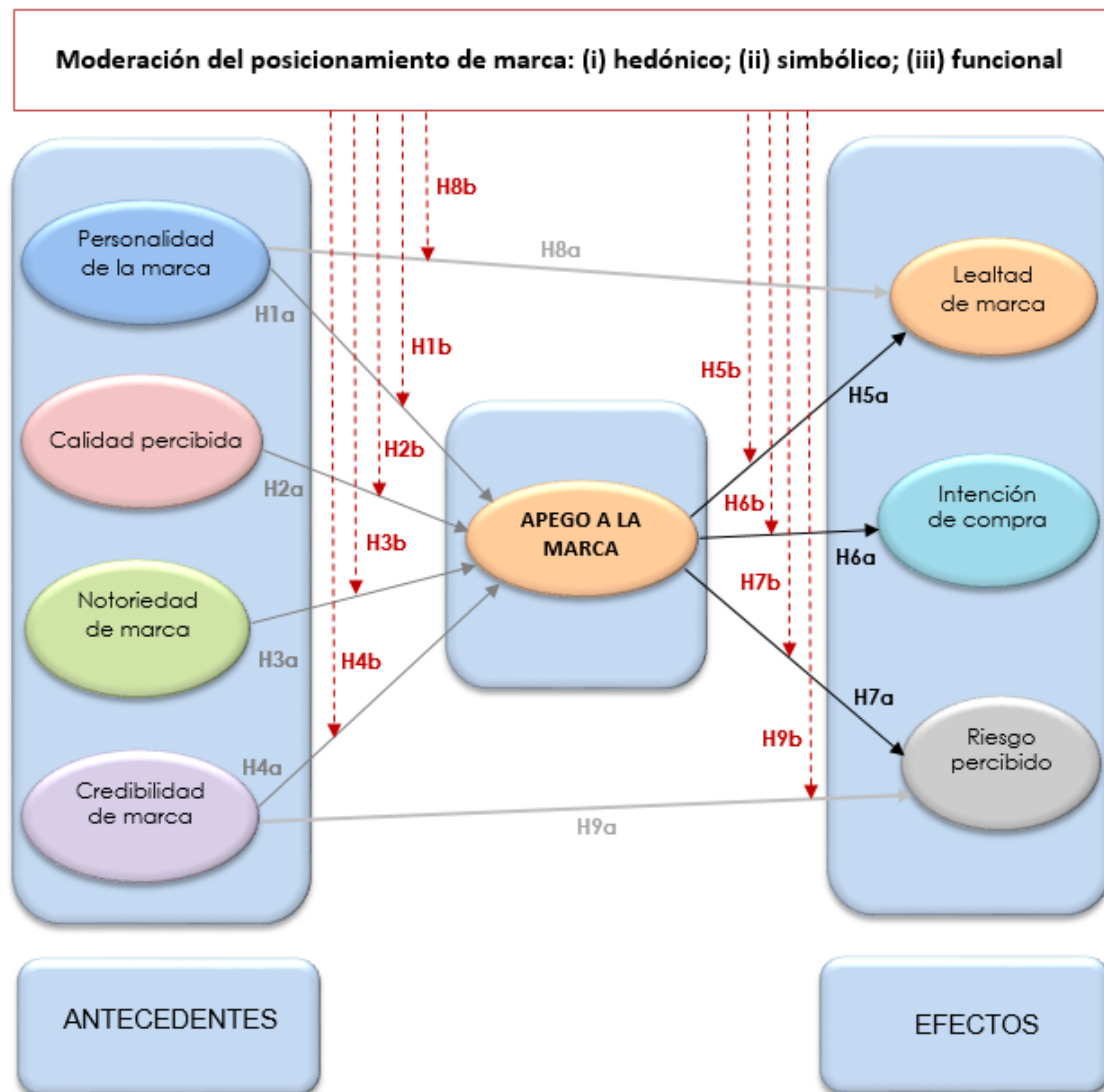 Moderación del posicionamiento de marca: (i) hedónico; (ii) simbólico; (iii) funcional
H8b
Personalidad
de la marca
H8a
Lealtad
de marca
H1a
H1b
H5b
H5a
Calidad percibida
H2b
H2a
APEGO A LA
MARCA
H6b
Intención
de compra
H6a
H3b
H7b
Notoriedad
de marca
H3a
H4b
H7a
H9b
Riesgo
percibido
H4a
Credibilidad
de marca
H9a
ANTECEDENTES
EFECTOS